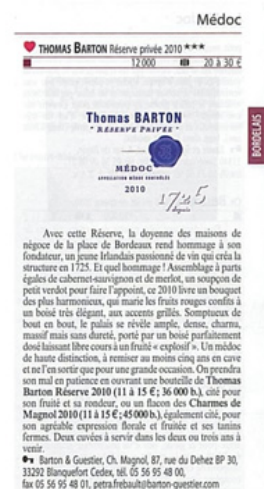 Médoc
THOMAS BARTON Réserve privée 2010 ***
12 000 20 à 30 €
BORDELAIS
Thomas BARTON
" RÉSERVE PRIVÉE "
MÉDOC
APPELLATION MÉDOC CONTRÔLÉE
2010
1725
depuis
Avec cette Réserve, la doyenne des maisons de
négoce de la place de Bordeaux rend hommage à son
fondateur, un jeune Irlandais passionné de vin qui créa la
structure en 1725. Et quel hommage ! Assemblage à parts
égales de cabernet-sauvignon et de merlot, un soupçon de
petit verdot pour faire l'appoint, ce 2010 livre un bouquet
des plus harmonieux, qui marie les fruits rouges confits à
un boisé très élégant, aux accents grillés. Somptueux de
bout en bout, le palais se révèle ample, dense, charnu,
massif mais sans dureté, porté par un boisé parfaitement
dosé laissant libre cours à un fruité « explosif ». Un médoc
de haute distinction, à remiser au moins cinq ans en cave
et ne l'en sortir que pour une grande occasion. On prendra
son mal en patience en ouvrant une bouteille de Thomas
Barton Réserve 2010 (11 à 15 € ; 36 000 b.), cité pour
son fruité et sa rondeur, ou un flacon des Charmes de
Magnol 2010 (11 à 15 € ; 45 000 b.), également cité, pour
son agréable expression florale et fruitée et ses tanins
fermes. Deux cuvées à servir dans les deux ou trois ans à
venir.
Barton & Guestier, Ch. Magnol, 87, rue du Dehez BP 30,
33292 Blanquefort Cedex, tél. 05 56 95 48 00,
fax 05 56 95 48 01, petra.frebault@barton-guestier.com